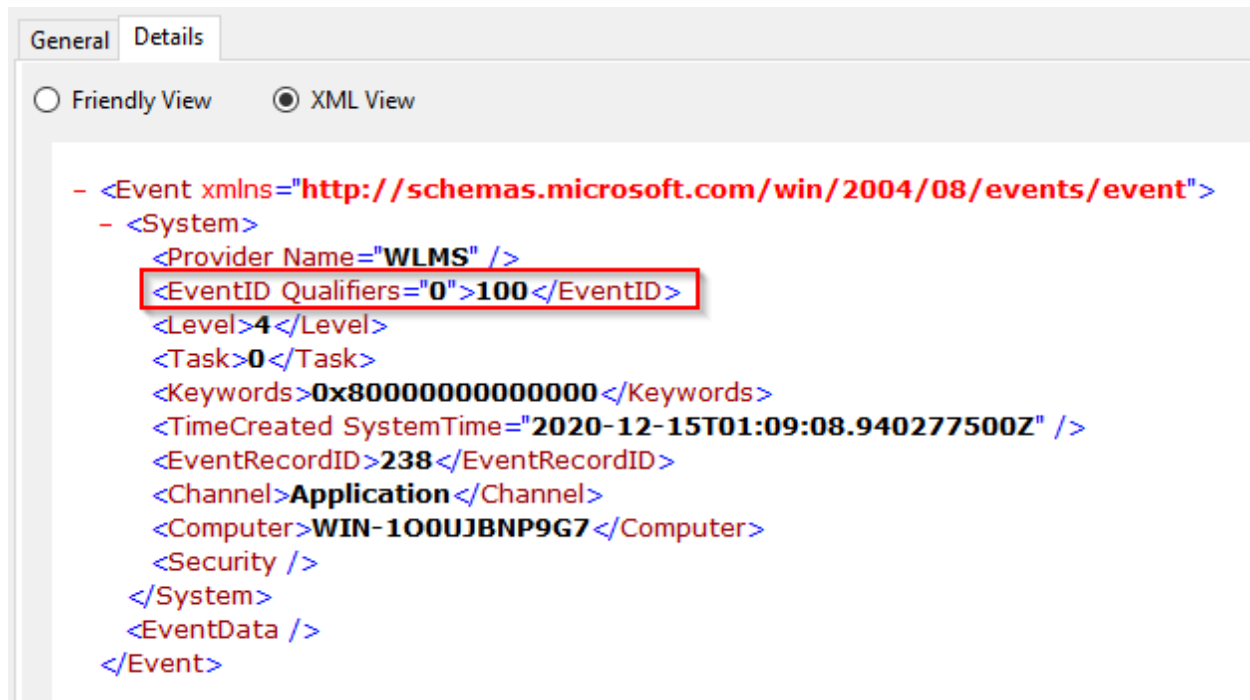 General Details
Friendly View XML View
– <Event xmlns="http://schemas.microsoft.com/win/2004/08/events/event">
– <System>
<Provider Name="WLMS" />
<EventID Qualifiers="0">100</EventID>
<Level>4</Level>
<Task>0</Task>
<Keywords>0x80000000000000</Keywords>
<TimeCreated SystemTime="2020-12-15T01:09:08.940277500Z" />
<EventRecordID>238</EventRecordID>
<Channel>Application</Channel>
<Computer>WIN-1O0UJBNP9G7</Computer>
<Security />
</System>
<EventData />
</Event>